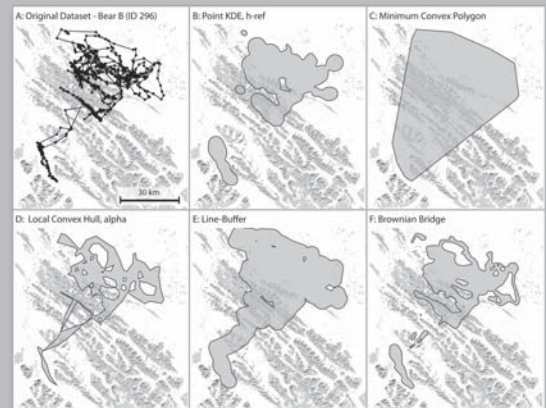 A: Original Dataset - Bear B (ID 296)
B: Point KDE, h-ref
C: Minimum Convex Polygon
30 km
D: Local Convex Hull, alpha
E: Line-Buffer
F: Brownian Bridge